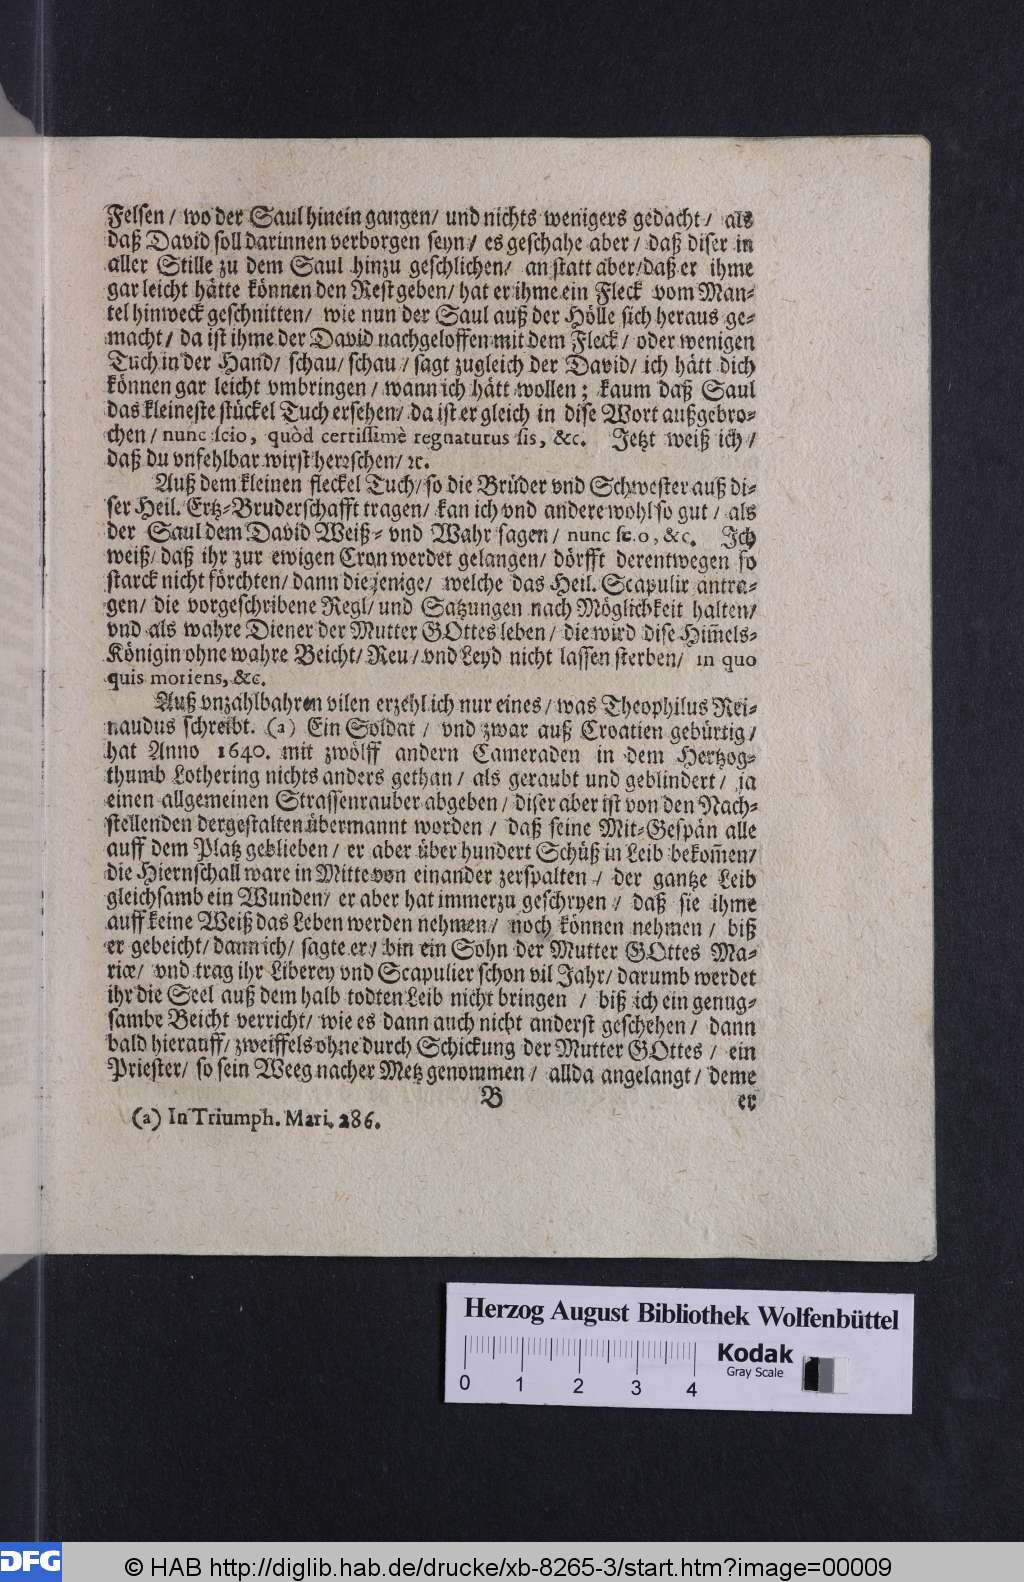 Felsen / wo der Saul hinein gangen / und nichts wenigers gedacht / als
daß David soll darinnen verborgen seyn / es geschahe aber / daß diser in
aller Stille zu dem Saul hinzu geschlichen / an statt aber / daß er ihme
gar leicht hätte können den Rest geben / hat er ihme ein Fleck vom Man-
tel hinweck geschnitten / wie nun der Saul auß der Hölle sich heraus ge-
macht / da ist ihme der David nachgeloffen mit dem Fleck / oder wenigen
Tuch in der Hand / schau / schau / sagt zugleich der David / ich hätt dich
können gar leicht vmbringen / wann ich hätt wollen ; kaum daß Saul
das kleineste stückel Tuch ersehen / da ist er gleich in dise Wort außgebro-
chen / nunc scio, quòd certissimè regnaturus sis, &c. Jetzt weiß ich /
daß du vnfehlbar wirst herrschen / ꝛc.
Auß dem kleinen fleckel Tuch / so die Brüder vnd Schwester auß di-
ser Heil. Ertz-Bruderschafft tragen / kan ich vnd andere wohl so gut / als
der Saul dem David Weiß- vnd Wahr sagen / nunc sc.o, &c. Ich
weiß / daß ihr zur ewigen Cron werdet gelangen / dörfft derentwegen so
starck nicht förchten / dann die jenige / welche das Heil. Scapulir antra-
gen / die vorgeschribene Regl / und Satzungen nach Möglichkeit halten /
vnd als wahre Diener der Mutter GOttes leben / die wird dise Him̃els-
Königin ohne wahre Beicht / Reu / vnd Leyd nicht lassen sterben / in quo
quis moriens, &c.
Auß vnzahlbahren vilen erzehl ich nur eines / was Theophilus Rei-
naudus schreibt. (a) Ein Soldat / vnd zwar auß Croatien gebürtig /
hat Anno 1640. mit zwölff andern Cameraden in dem Hertzog-
thumb Lothering nichts anders gethan / als geraubt und geblindert / ja
einen allgemeinen Strassenrauber abgeben / diser aber ist von den Nach-
stellenden dergestalten übermannt worden / daß seine Mit-Gespän alle
auff dem Platz geblieben / er aber über hundert Schüß in Leib bekom̃en /
die Hiernschall ware in Mitte von einander zerspalten / der gantze Leib
gleichsamb ein Wunden / er aber hat immerzu geschryen / daß sie ihme
auff keine Weiß das Leben werden nehmen / noch können nehmen / biß
er gebeicht / dann ich / sagte er / bin ein Sohn der Mutter GOttes Ma-
riæ / vnd trag ihr Liberey vnd Scapulier schon vil Jahr / darumb werdet
ihr die Seel auß dem halb todten Leib nicht bringen / biß ich ein genug-
sambe Beicht verricht / wie es dann auch nicht anderst geschehen / dann
bald hierauff / zweiffels ohne durch Schickung der Mutter GOttes / ein
Priester / so sein Weeg nacher Metz genommen / allda angelangt / deme
B er
(a) In Triumph. Mari. 286.
Herzog August Bibliothek Wolfenbüttel
Kodak
Gray Scale
0 1 2 3 4
DFG © HAB http://diglib.hab.de/drucke/xb-8265-3/start.htm?image=00009